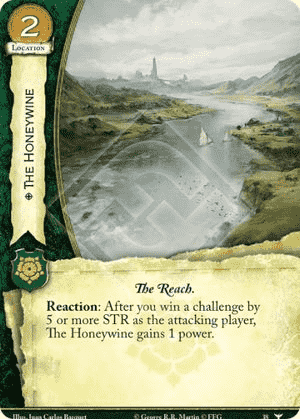 2
LOCATION
THE HONEYWINE
The Reach.
Reaction: After you win a challenge by
5 or more STR as the attacking player,
The Honeywine gains 1 power.
Illus. Juan Carlos Barquet
© George R.R. Martin © FFG